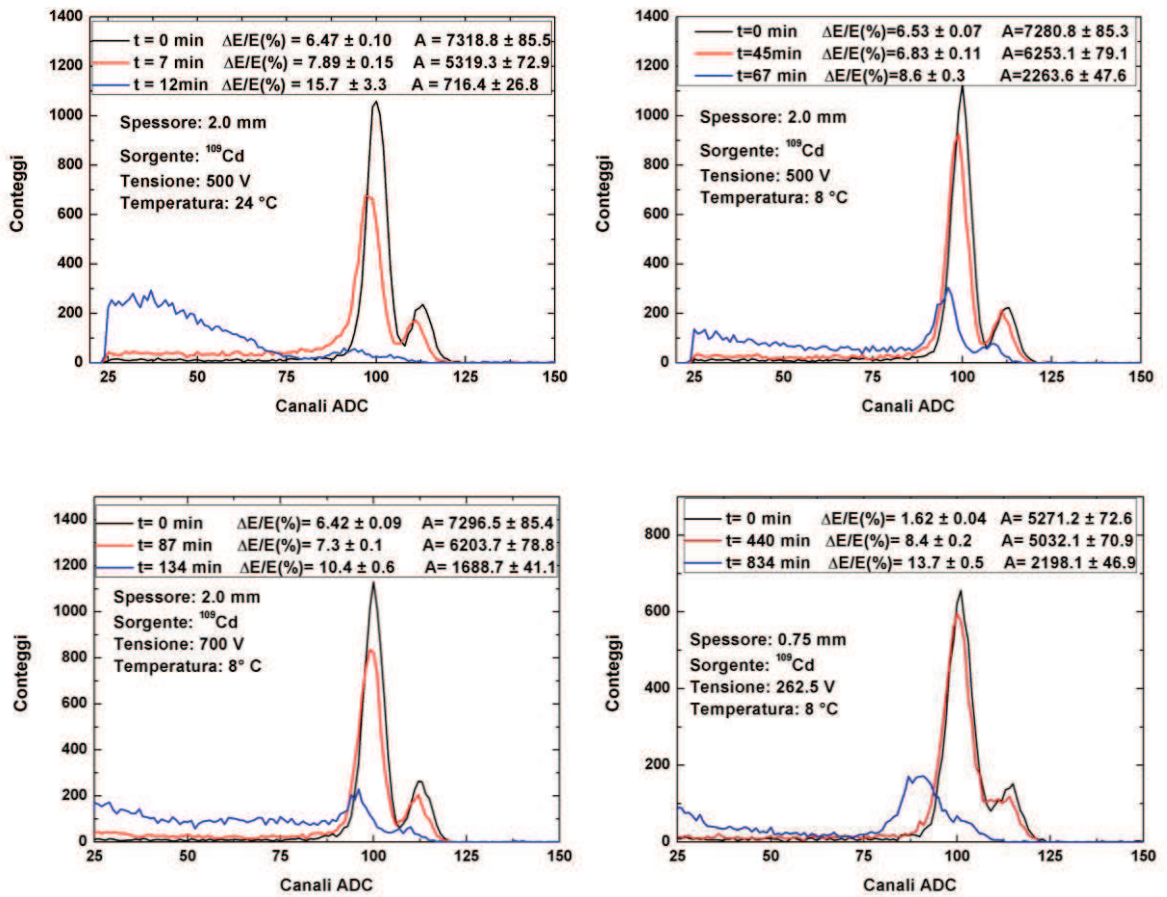 1400
1200
1000
800
600
400
200
0
Conteggi
t = 0 min ΔE/E(%) = 6.47 ± 0.10 A = 7318.8 ± 85.5
t = 7 min ΔE/E(%) = 7.89 ± 0.15 A = 5319.3 ± 72.9
t = 12min ΔE/E(%) = 15.7 ± 3.3 A = 716.4 ± 26.8
Spessore: 2.0 mm
Sorgente: ¹⁰⁹Cd
Tensione: 500 V
Temperatura: 24 °C
25 50 75 100 125 150
Canali ADC
1400
1200
1000
800
600
400
200
0
Conteggi
t=0 min ΔE/E(%)=6.53 ± 0.07 A=7280.8 ± 85.3
t=45min ΔE/E(%)=6.83 ± 0.11 A=6253.1 ± 79.1
t=67 min ΔE/E(%)=8.6 ± 0.3 A=2263.6 ± 47.6
Spessore: 2.0 mm
Sorgente: ¹⁰⁹Cd
Tensione: 500 V
Temperatura: 8 °C
25 50 75 100 125 150
Canali ADC
1400
1200
1000
800
600
400
200
0
Conteggi
t= 0 min ΔE/E(%)= 6.42 ± 0.09 A= 7296.5 ± 85.4
t= 87 min ΔE/E(%)= 7.3 ± 0.1 A= 6203.7 ± 78.8
t= 134 min ΔE/E(%)= 10.4 ± 0.6 A= 1688.7 ± 41.1
Spessore: 2.0 mm
Sorgente: ¹⁰⁹Cd
Tensione: 700 V
Temperatura: 8° C
25 50 75 100 125 150
Canali ADC
800
600
400
200
0
Conteggi
t= 0 min ΔE/E(%)= 1.62 ± 0.04 A= 5271.2 ± 72.6
t= 440 min ΔE/E(%)= 8.4 ± 0.2 A= 5032.1 ± 70.9
t= 834 min ΔE/E(%)= 13.7 ± 0.5 A= 2198.1 ± 46.9
Spessore: 0.75 mm
Sorgente: ¹⁰⁹Cd
Tensione: 262.5 V
Temperatura: 8 °C
25 50 75 100 125 150
Canali ADC